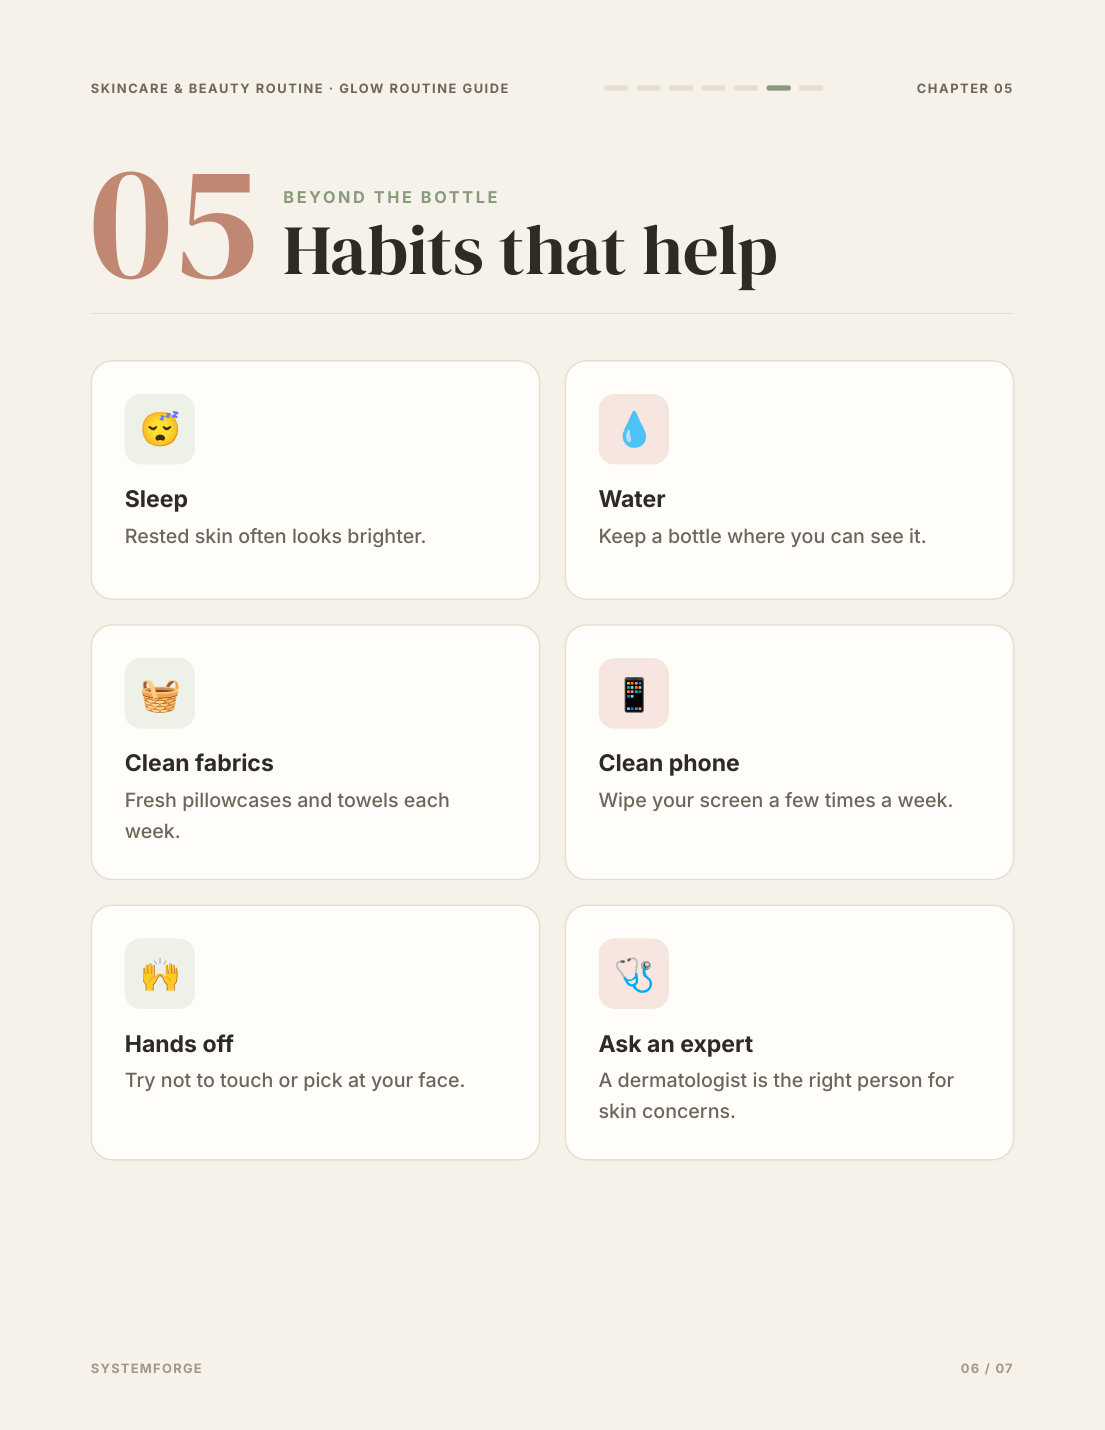 SKINCARE & BEAUTY ROUTINE · GLOW ROUTINE GUIDE
CHAPTER 05
05
BEYOND THE BOTTLE
Habits that help
Sleep
Rested skin often looks brighter.
Water
Keep a bottle where you can see it.
Clean fabrics
Fresh pillowcases and towels each
week.
Clean phone
Wipe your screen a few times a week.
Hands off
Try not to touch or pick at your face.
Ask an expert
A dermatologist is the right person for
skin concerns.
SYSTEMFORGE
06 / 07